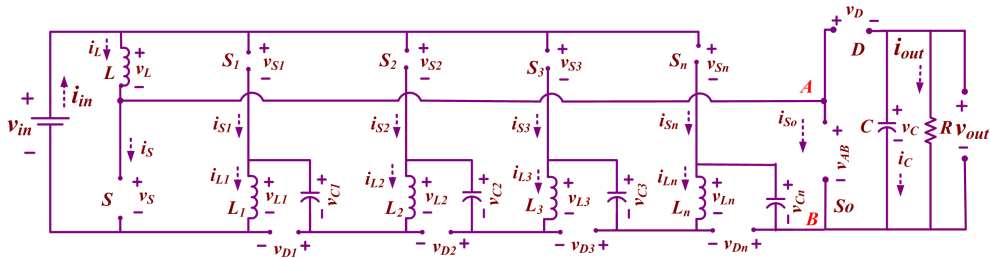 + v_D −
D
i_L
+
v_L
−
L
S_1
+
v_S1
−
S_2
+
v_S2
−
S_3
+
v_S3
−
S_n
+
v_Sn
−
A
i_out
+
v_in
−
i_in
i_S
S
+
v_S
−
i_S1
i_S2
i_S3
i_Sn
i_So
+
v_AB
−
So
C
+
v_C
−
i_C
R
+
v_out
−
i_L1
+
v_L1
−
L_1
+
v_C1
−
i_L2
+
v_L2
−
L_2
+
v_C2
−
i_L3
+
v_L3
−
L_3
+
v_C3
−
i_Ln
+
v_Ln
−
L_n
+
v_Cn
−
B
− v_D1 +
− v_D2 +
− v_D3 +
− v_Dn +